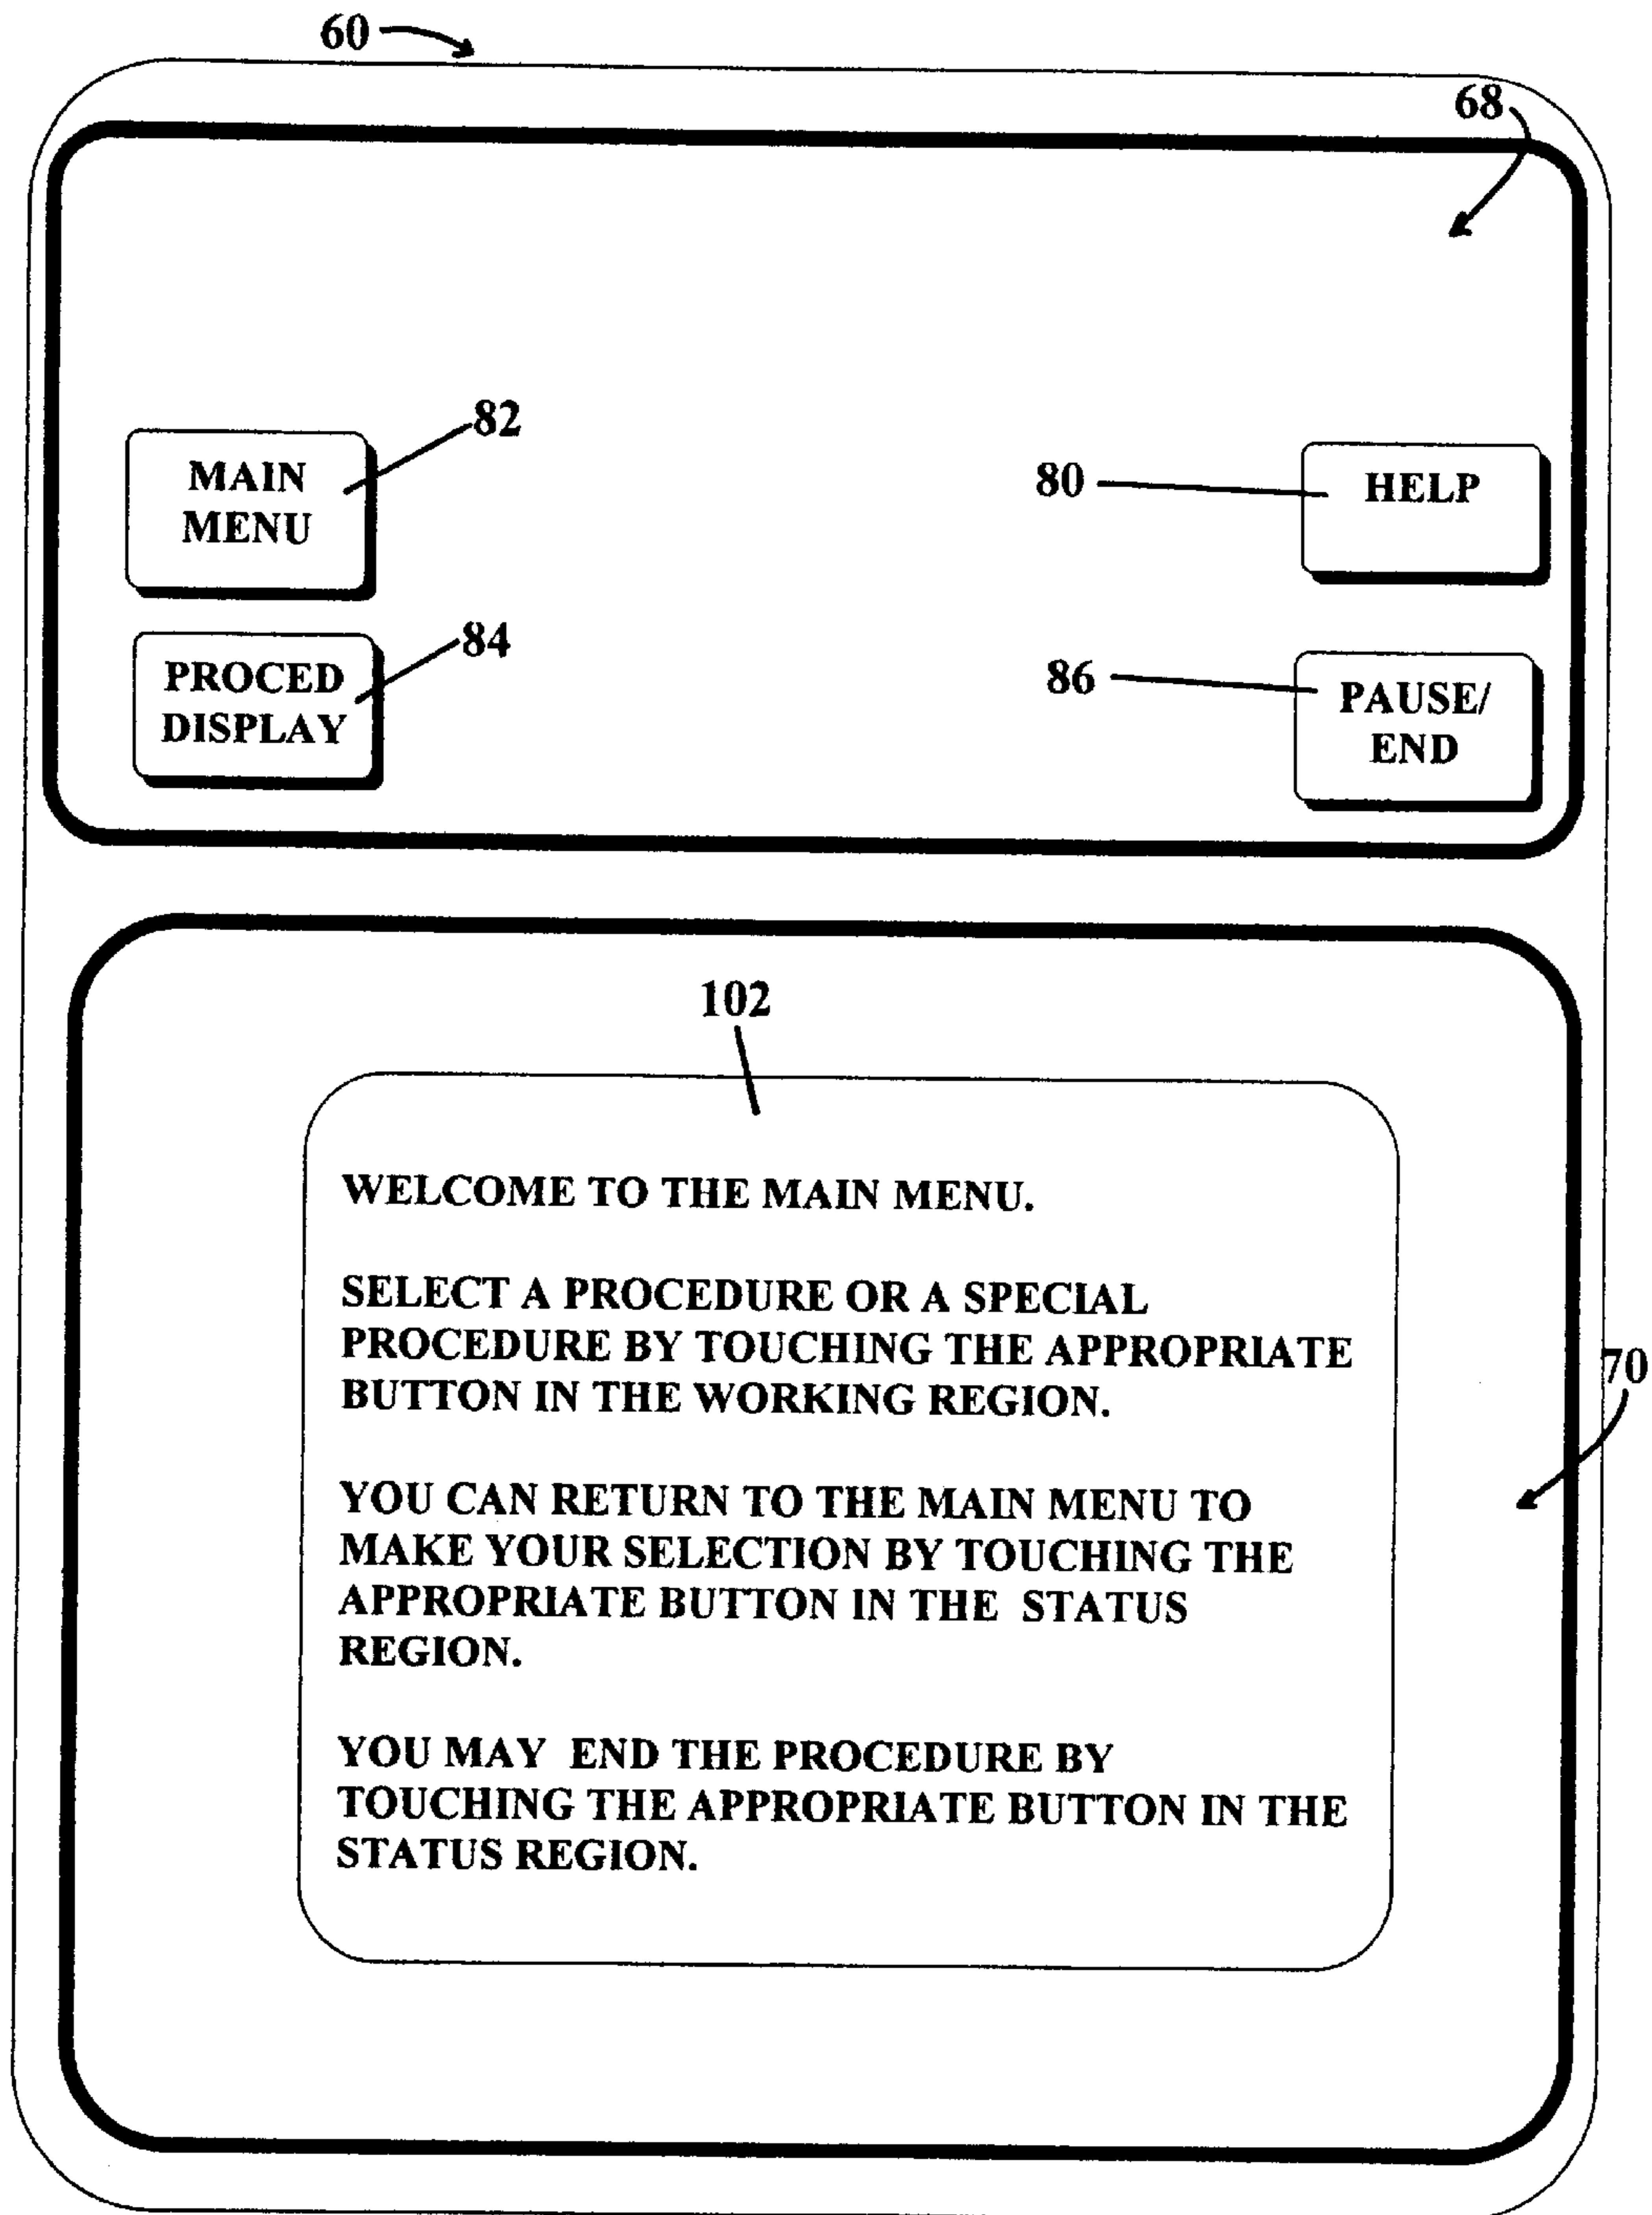 60
68
82
MAIN
MENU
80
HELP
84
PROCED
DISPLAY
86
PAUSE/
END
102
WELCOME TO THE MAIN MENU.
SELECT A PROCEDURE OR A SPECIAL
PROCEDURE BY TOUCHING THE APPROPRIATE
BUTTON IN THE WORKING REGION.
70
YOU CAN RETURN TO THE MAIN MENU TO
MAKE YOUR SELECTION BY TOUCHING THE
APPROPRIATE BUTTON IN THE STATUS
REGION.
YOU MAY END THE PROCEDURE BY
TOUCHING THE APPROPRIATE BUTTON IN THE
STATUS REGION.